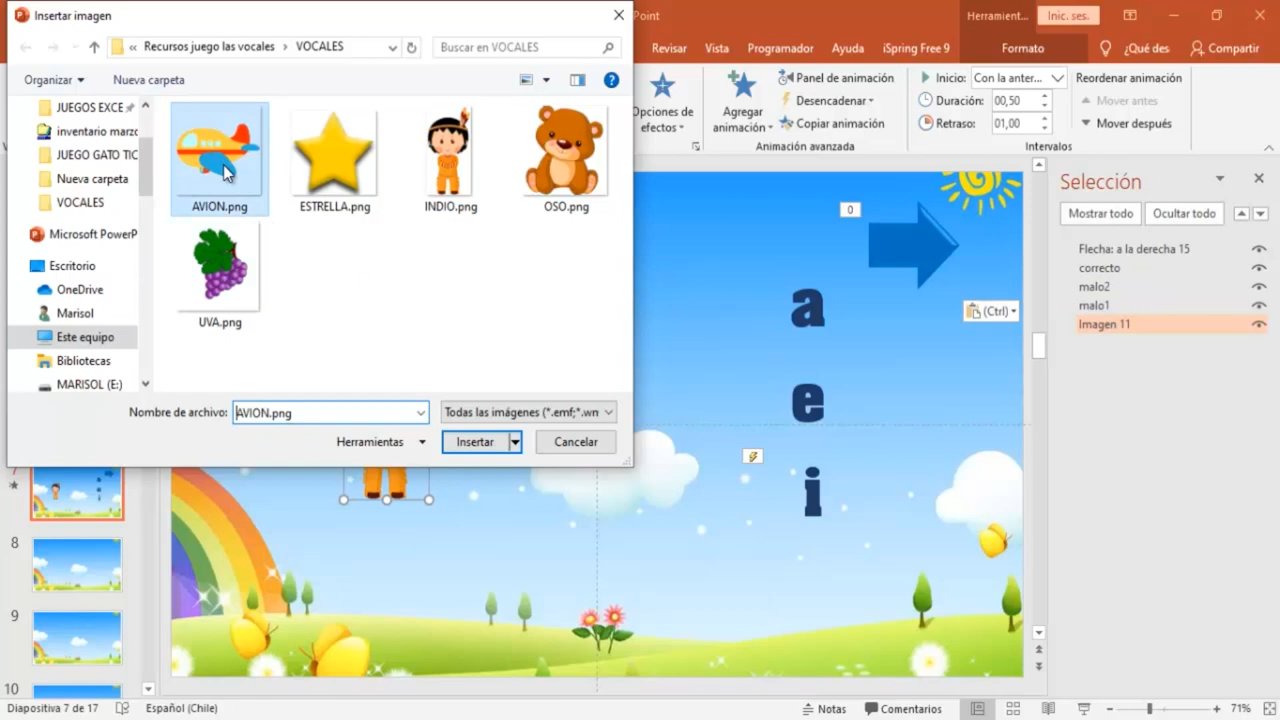 Insertar imagen
Point
Herramient...
Inic. ses.
« Recursos juego las vocales > VOCALES
Buscar en VOCALES
Revisar
Vista
Programador
Ayuda
iSpring Free 9
Formato
¿Qué des
Compartir
Organizar
Nueva carpeta
JUEGOS EXCE
inventario marzo
JUEGO GATO TIC
Nueva carpeta
VOCALES
Microsoft PowerP
Escritorio
OneDrive
Marisol
Este equipo
Bibliotecas
MARISOL (E:)
AVION.png
ESTRELLA.png
INDIO.png
OSO.png
UVA.png
Nombre de archivo:
AVION.png
Todas las imágenes (*.emf;*.wn
Herramientas
Insertar
Cancelar
Opciones de
efectos
Agregar
animación
Panel de animación
Desencadenar
Copiar animación
Animación avanzada
Inicio: Con la anter...
Duración: 00,50
Retraso: 01,00
Reordenar animación
Mover antes
Mover después
Intervalos
0
a
e
i
(Ctrl)
Selección
Mostrar todo
Ocultar todo
Flecha: a la derecha 15
correcto
malo2
malo1
Imagen 11
7
8
9
10
Diapositiva 7 de 17
Español (Chile)
Notas
Comentarios
71%